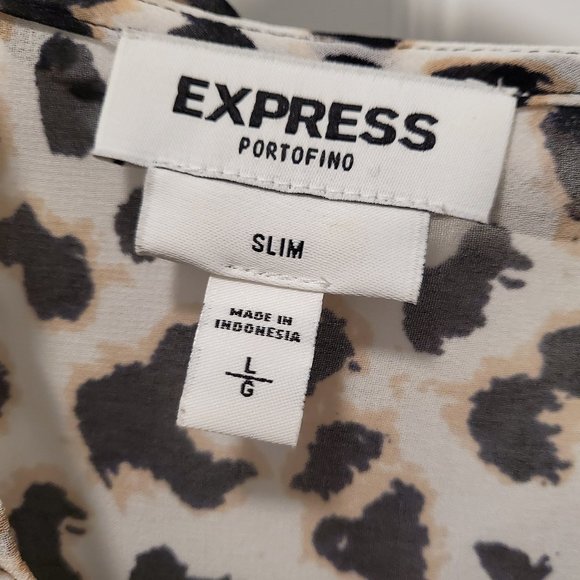 EXPRESS
PORTOFINO
SLIM
MADE IN
INDONESIA
L
G